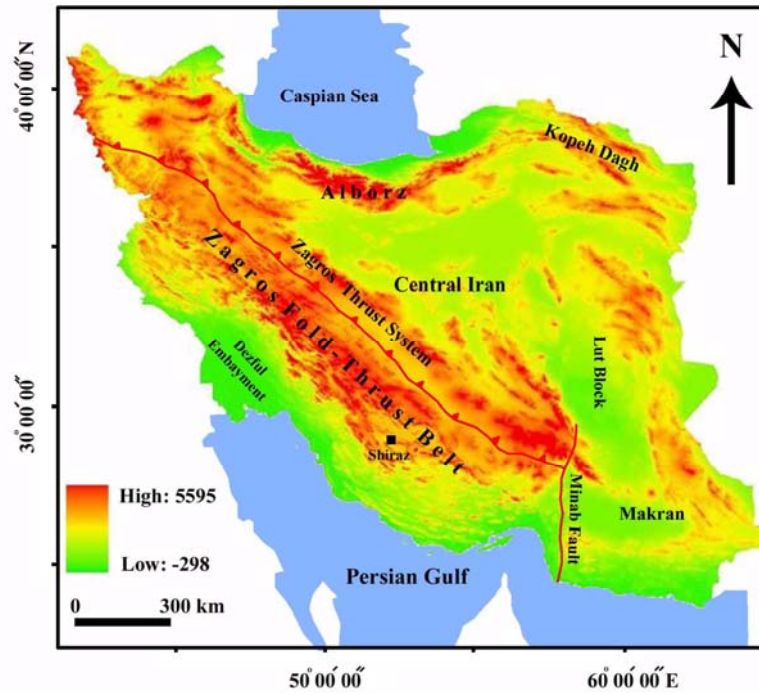 N
40° 00′ 00″ N
30° 00′ 00″
Caspian Sea
Kopeh Dagh
Alborz
Zagros Thrust System
Central Iran
Zagros Fold-Thrust Belt
Dezful
Embayment
Lut Block
Shiraz
High: 5595
Low: -298
Minab Fault
Makran
Persian Gulf
0 300 km
50° 00′ 00″
60° 00′ 00″ E